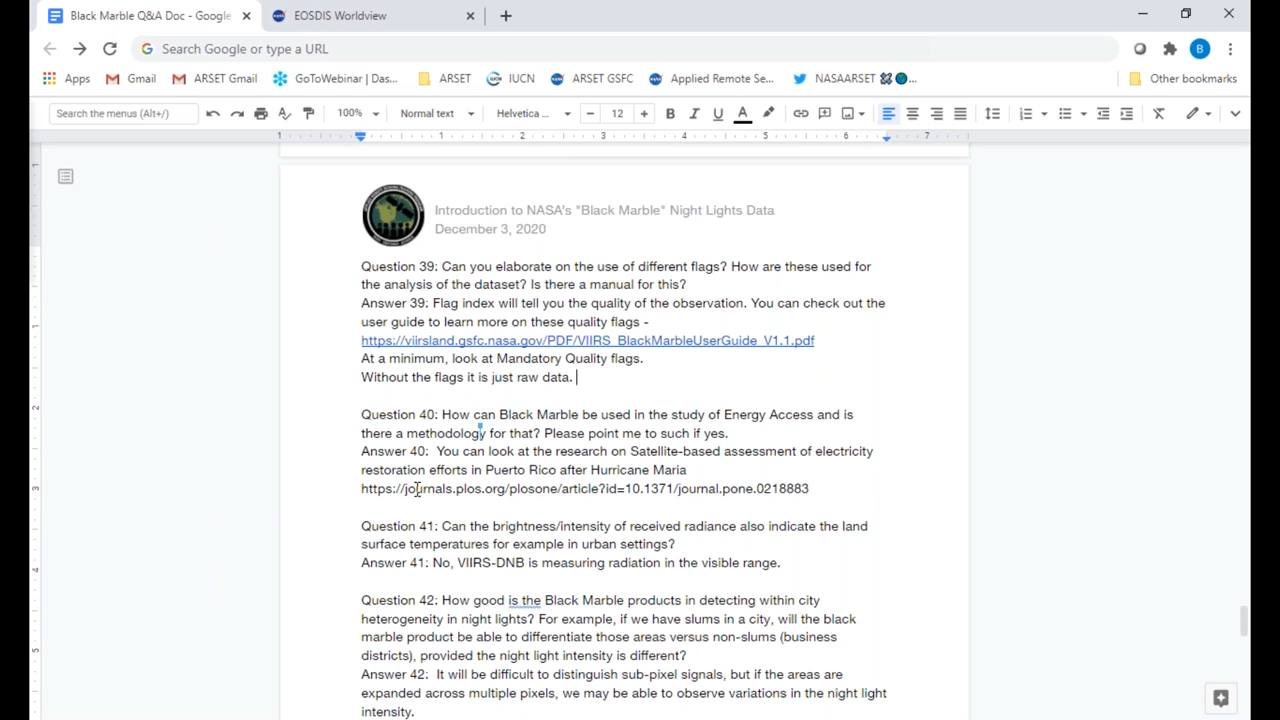 Black Marble Q&A Doc - Google
EOSDIS Worldview
Search Google or type a URL
B
Apps
Gmail
ARSET Gmail
GoToWebinar | Das...
ARSET
IUCN
ARSET GSFC
Applied Remote Se...
NASAARSET
Other bookmarks
Search the menus (Alt+/)
100%
Normal text
Helvetica ...
12
B I U A
1 1 2 3 4 5 6 7
Introduction to NASA's "Black Marble" Night Lights Data
December 3, 2020
Question 39: Can you elaborate on the use of different flags? How are these used for
the analysis of the dataset? Is there a manual for this?
Answer 39: Flag index will tell you the quality of the observation. You can check out the
user guide to learn more on these quality flags -
https://viirsland.gsfc.nasa.gov/PDF/VIIRS_BlackMarbleUserGuide_V1.1.pdf
At a minimum, look at Mandatory Quality flags.
Without the flags it is just raw data.
Question 40: How can Black Marble be used in the study of Energy Access and is
there a methodology for that? Please point me to such if yes.
Answer 40: You can look at the research on Satellite-based assessment of electricity
restoration efforts in Puerto Rico after Hurricane Maria
https://journals.plos.org/plosone/article?id=10.1371/journal.pone.0218883
Question 41: Can the brightness/intensity of received radiance also indicate the land
surface temperatures for example in urban settings?
Answer 41: No, VIIRS-DNB is measuring radiation in the visible range.
Question 42: How good is the Black Marble products in detecting within city
heterogeneity in night lights? For example, if we have slums in a city, will the black
marble product be able to differentiate those areas versus non-slums (business
districts), provided the night light intensity is different?
Answer 42: It will be difficult to distinguish sub-pixel signals, but if the areas are
expanded across multiple pixels, we may be able to observe variations in the night light
intensity.